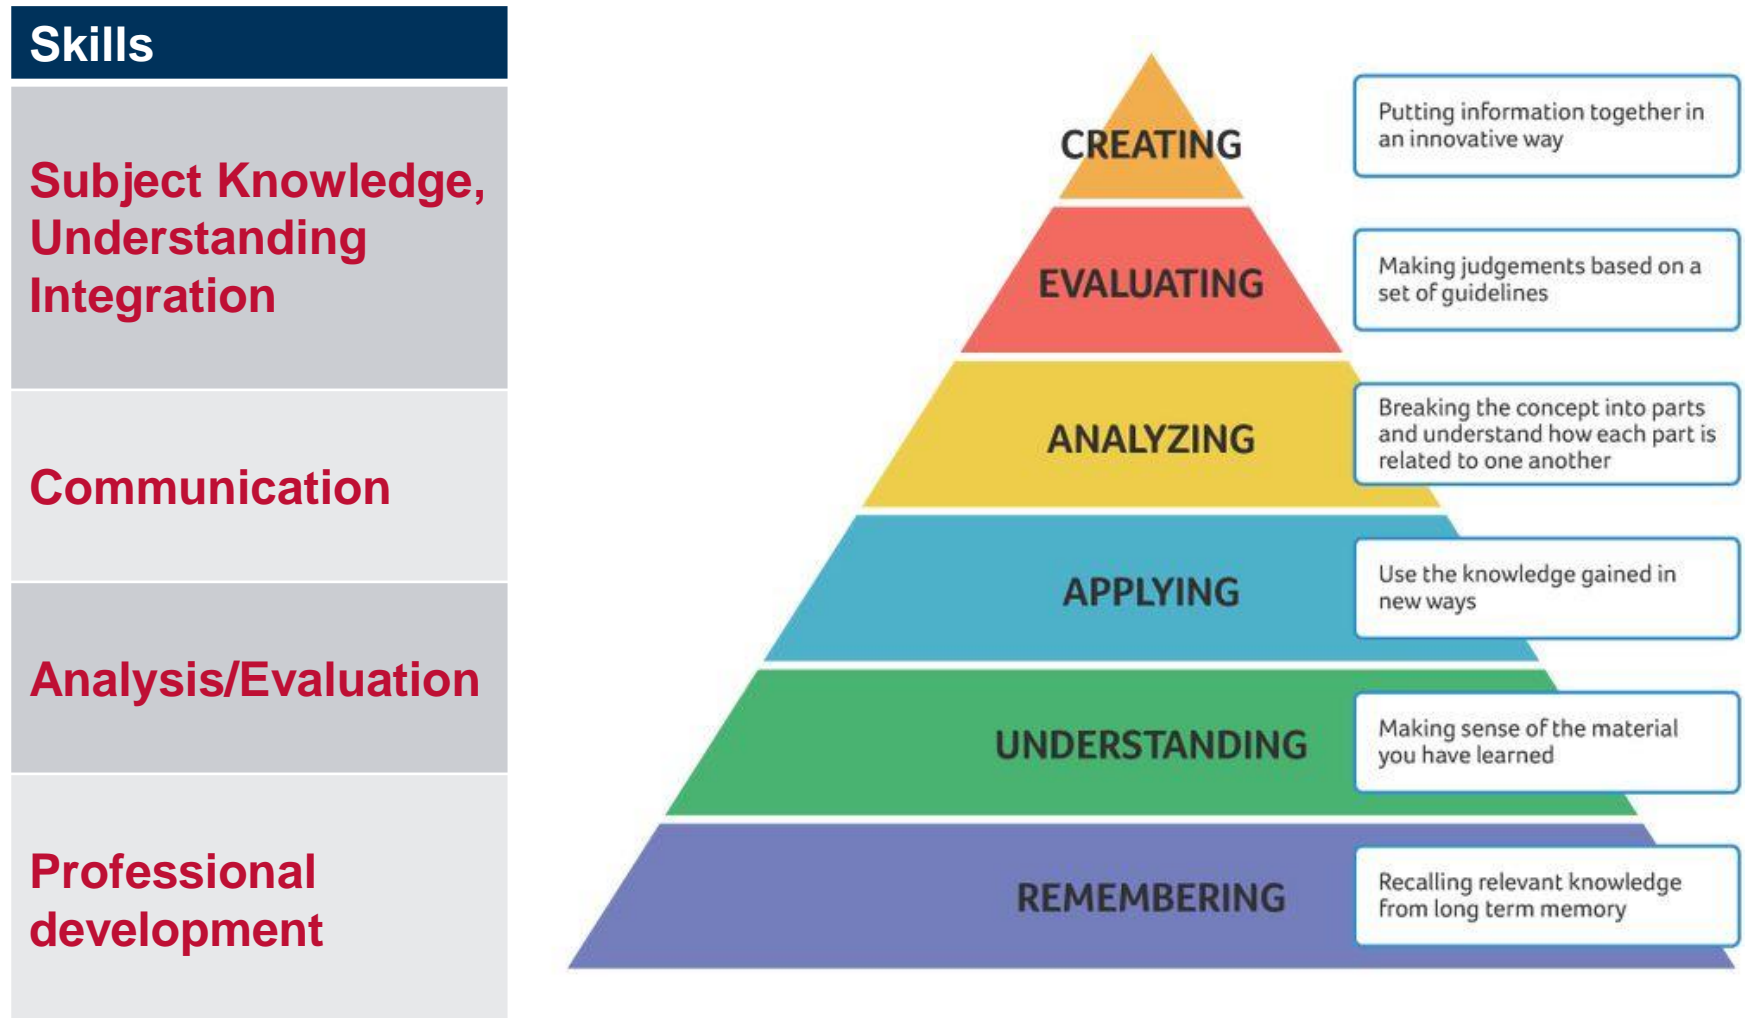 Skills
Subject Knowledge,
Understanding
Integration
Communication
Analysis/Evaluation
Professional
development
CREATING
Putting information together in
an innovative way
EVALUATING
Making judgements based on a
set of guidelines
ANALYZING
Breaking the concept into parts
and understand how each part is
related to one another
APPLYING
Use the knowledge gained in
new ways
UNDERSTANDING
Making sense of the material
you have learned
REMEMBERING
Recalling relevant knowledge
from long term memory